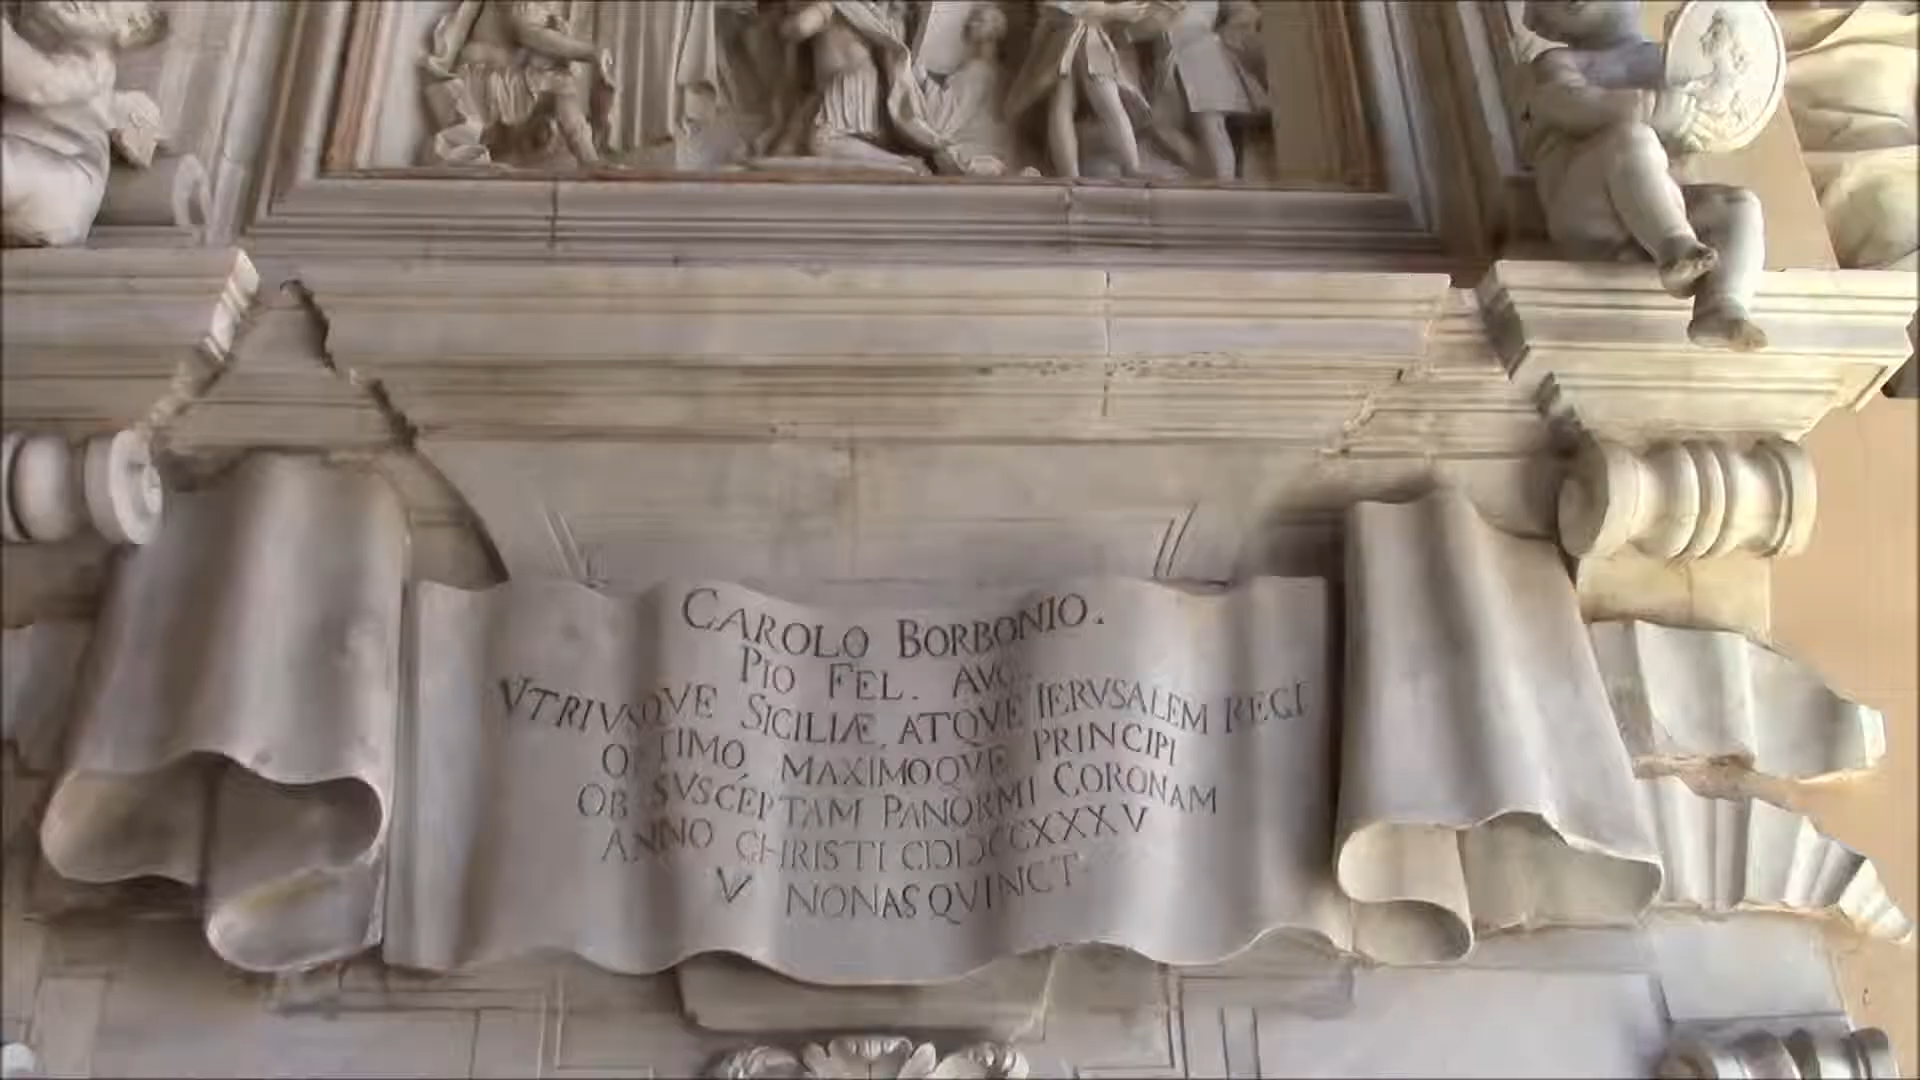 CAROLO BORBONIO.
PIO FEL. AVG.
VTRIVSQVE SICILIÆ, ATQVE IERVSALEM REGI
OPTIMO, MAXIMOQVE PRINCIPI
OB SVSCEPTAM PANORMI CORONAM
ANNO CHRISTI CIƆIƆCCXXXV
V NONAS QVINCT.